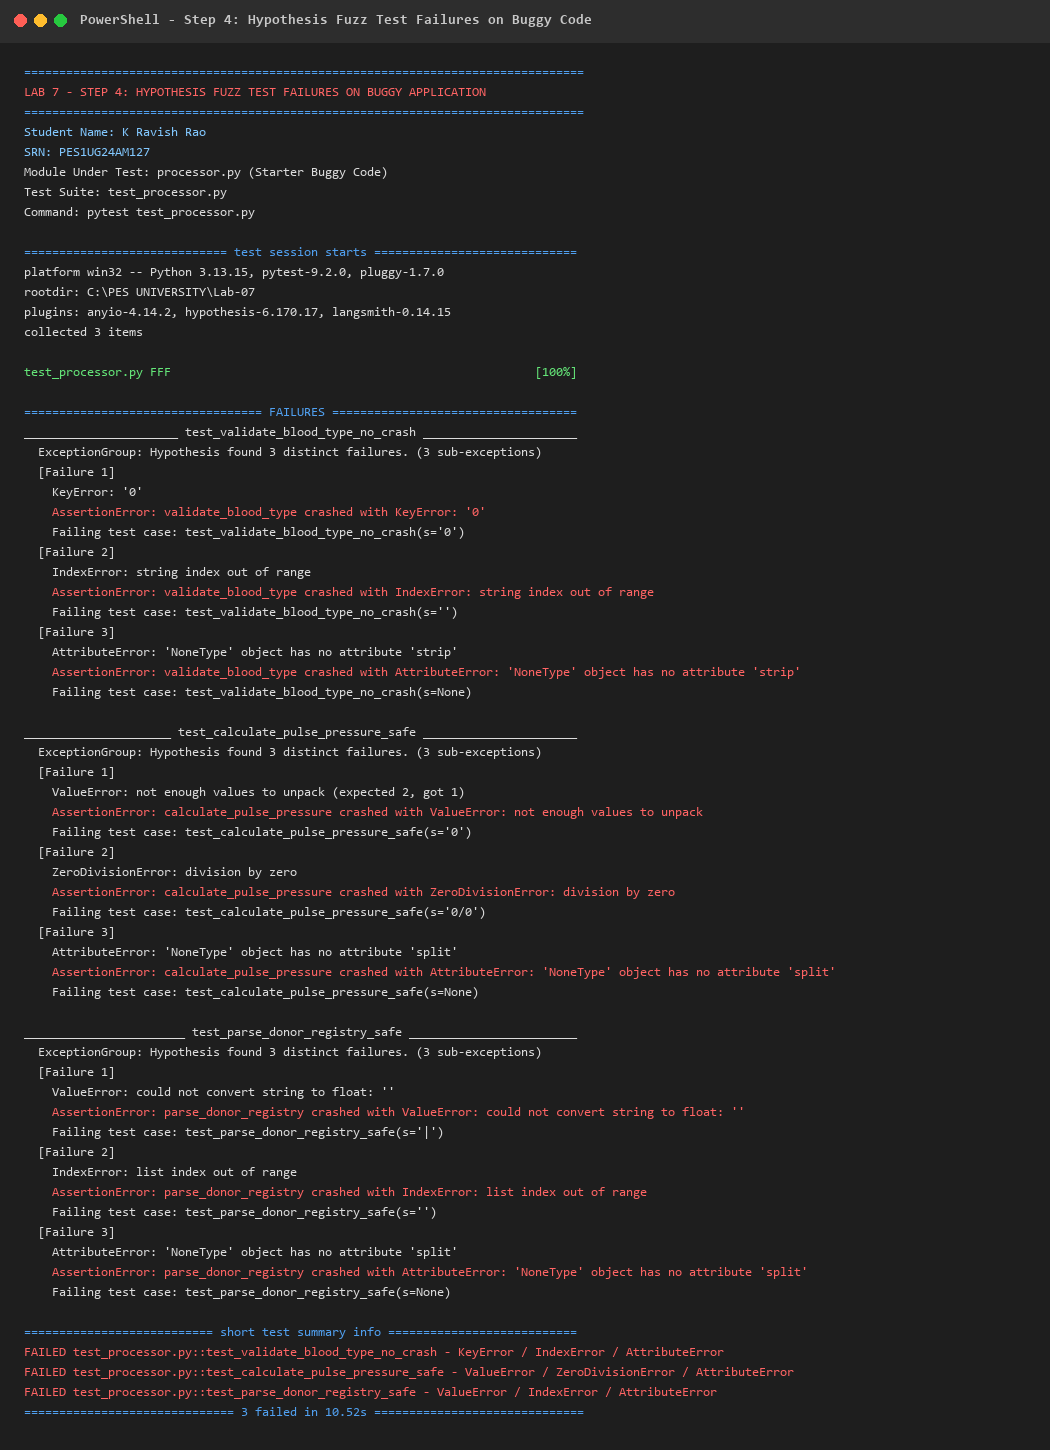 PowerShell - Step 4: Hypothesis Fuzz Test Failures on Buggy Code
================================================================================
LAB 7 - STEP 4: HYPOTHESIS FUZZ TEST FAILURES ON BUGGY APPLICATION
================================================================================
Student Name: K Ravish Rao
SRN: PES1UG24AM127
Module Under Test: processor.py (Starter Buggy Code)
Test Suite: test_processor.py
Command: pytest test_processor.py
============================= test session starts =============================
platform win32 -- Python 3.13.15, pytest-9.2.0, pluggy-1.7.0
rootdir: C:\PES UNIVERSITY\Lab-07
plugins: anyio-4.14.2, hypothesis-6.170.17, langsmith-0.14.15
collected 3 items
test_processor.py FFF                                                    [100%]
================================== FAILURES ===================================
______________________ test_validate_blood_type_no_crash ______________________
  ExceptionGroup: Hypothesis found 3 distinct failures. (3 sub-exceptions)
  [Failure 1]
    KeyError: '0'
    AssertionError: validate_blood_type crashed with KeyError: '0'
    Failing test case: test_validate_blood_type_no_crash(s='0')
  [Failure 2]
    IndexError: string index out of range
    AssertionError: validate_blood_type crashed with IndexError: string index out of range
    Failing test case: test_validate_blood_type_no_crash(s='')
  [Failure 3]
    AttributeError: 'NoneType' object has no attribute 'strip'
    AssertionError: validate_blood_type crashed with AttributeError: 'NoneType' object has no attribute 'strip'
    Failing test case: test_validate_blood_type_no_crash(s=None)
_____________________ test_calculate_pulse_pressure_safe ______________________
  ExceptionGroup: Hypothesis found 3 distinct failures. (3 sub-exceptions)
  [Failure 1]
    ValueError: not enough values to unpack (expected 2, got 1)
    AssertionError: calculate_pulse_pressure crashed with ValueError: not enough values to unpack
    Failing test case: test_calculate_pulse_pressure_safe(s='0')
  [Failure 2]
    ZeroDivisionError: division by zero
    AssertionError: calculate_pulse_pressure crashed with ZeroDivisionError: division by zero
    Failing test case: test_calculate_pulse_pressure_safe(s='0/0')
  [Failure 3]
    AttributeError: 'NoneType' object has no attribute 'split'
    AssertionError: calculate_pulse_pressure crashed with AttributeError: 'NoneType' object has no attribute 'split'
    Failing test case: test_calculate_pulse_pressure_safe(s=None)
_______________________ test_parse_donor_registry_safe ________________________
  ExceptionGroup: Hypothesis found 3 distinct failures. (3 sub-exceptions)
  [Failure 1]
    ValueError: could not convert string to float: ''
    AssertionError: parse_donor_registry crashed with ValueError: could not convert string to float: ''
    Failing test case: test_parse_donor_registry_safe(s='|')
  [Failure 2]
    IndexError: list index out of range
    AssertionError: parse_donor_registry crashed with IndexError: list index out of range
    Failing test case: test_parse_donor_registry_safe(s='')
  [Failure 3]
    AttributeError: 'NoneType' object has no attribute 'split'
    AssertionError: parse_donor_registry crashed with AttributeError: 'NoneType' object has no attribute 'split'
    Failing test case: test_parse_donor_registry_safe(s=None)
=========================== short test summary info ===========================
FAILED test_processor.py::test_validate_blood_type_no_crash - KeyError / IndexError / AttributeError
FAILED test_processor.py::test_calculate_pulse_pressure_safe - ValueError / ZeroDivisionError / AttributeError
FAILED test_processor.py::test_parse_donor_registry_safe - ValueError / IndexError / AttributeError
============================== 3 failed in 10.52s ==============================